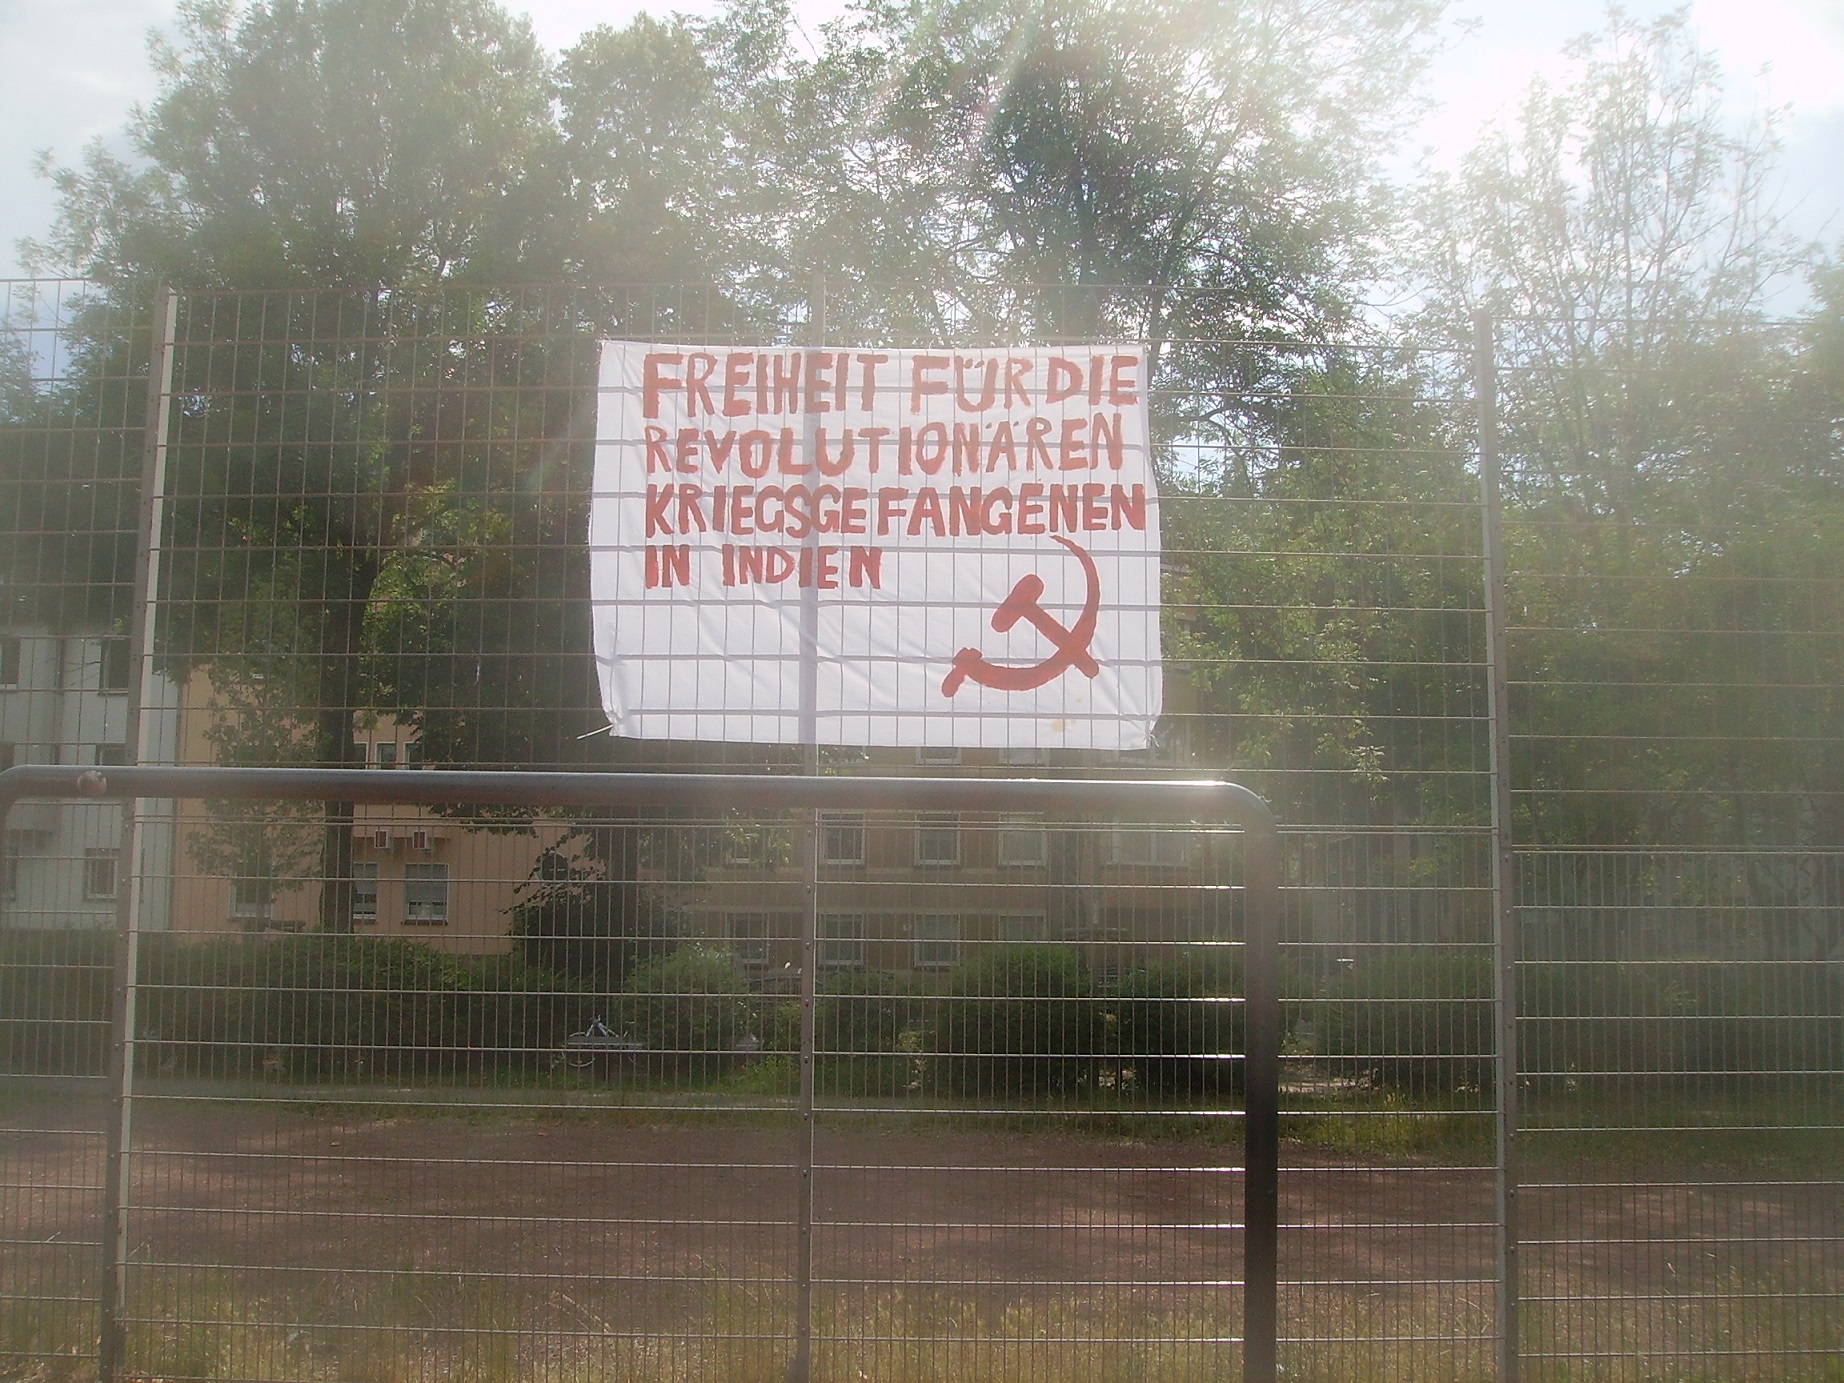 FREIHEIT FÜR DIE
REVOLUTIONÄREN
KRIEGSGEFANGENEN
IN INDIEN